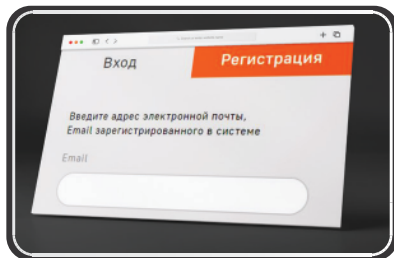 Вход
Регистрация
Введите адрес электронной почты,
Email зарегистрированного в системе
Email